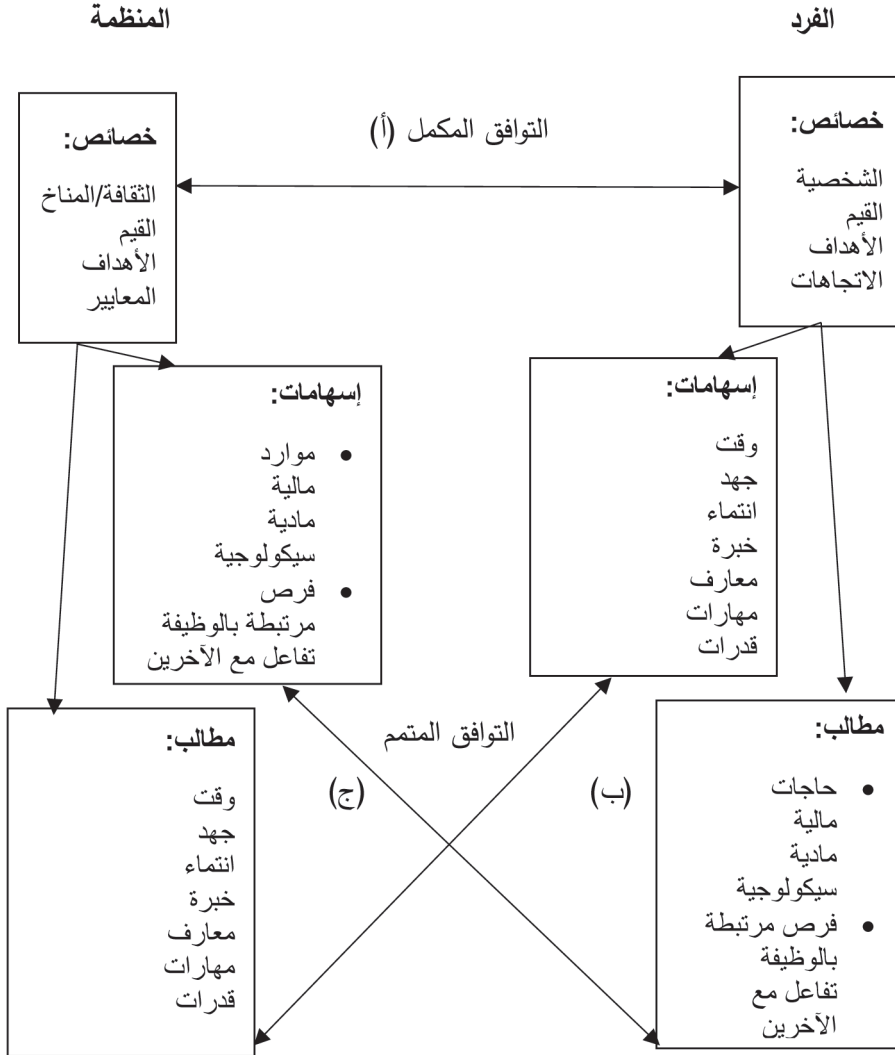 الفرد
المنظمة
خصائص:
الشخصية
القيم
الأهداف
الاتجاهات
التوافق المكمل (أ)
خصائص:
الثقافة/المناخ
القيم
الأهداف
المعايير
إسهامات:
وقت
جهد
انتماء
خبرة
معارف
مهارات
قدرات
إسهامات:
• موارد
مالية
مادية
سيكولوجية
• فرص
مرتبطة بالوظيفة
تفاعل مع الآخرين
التوافق المتمم
(ب)
(ج)
مطالب:
• حاجات
مالية
مادية
سيكولوجية
• فرص مرتبطة
بالوظيفة
تفاعل مع
الآخرين
مطالب:
وقت
جهد
انتماء
خبرة
معارف
مهارات
قدرات